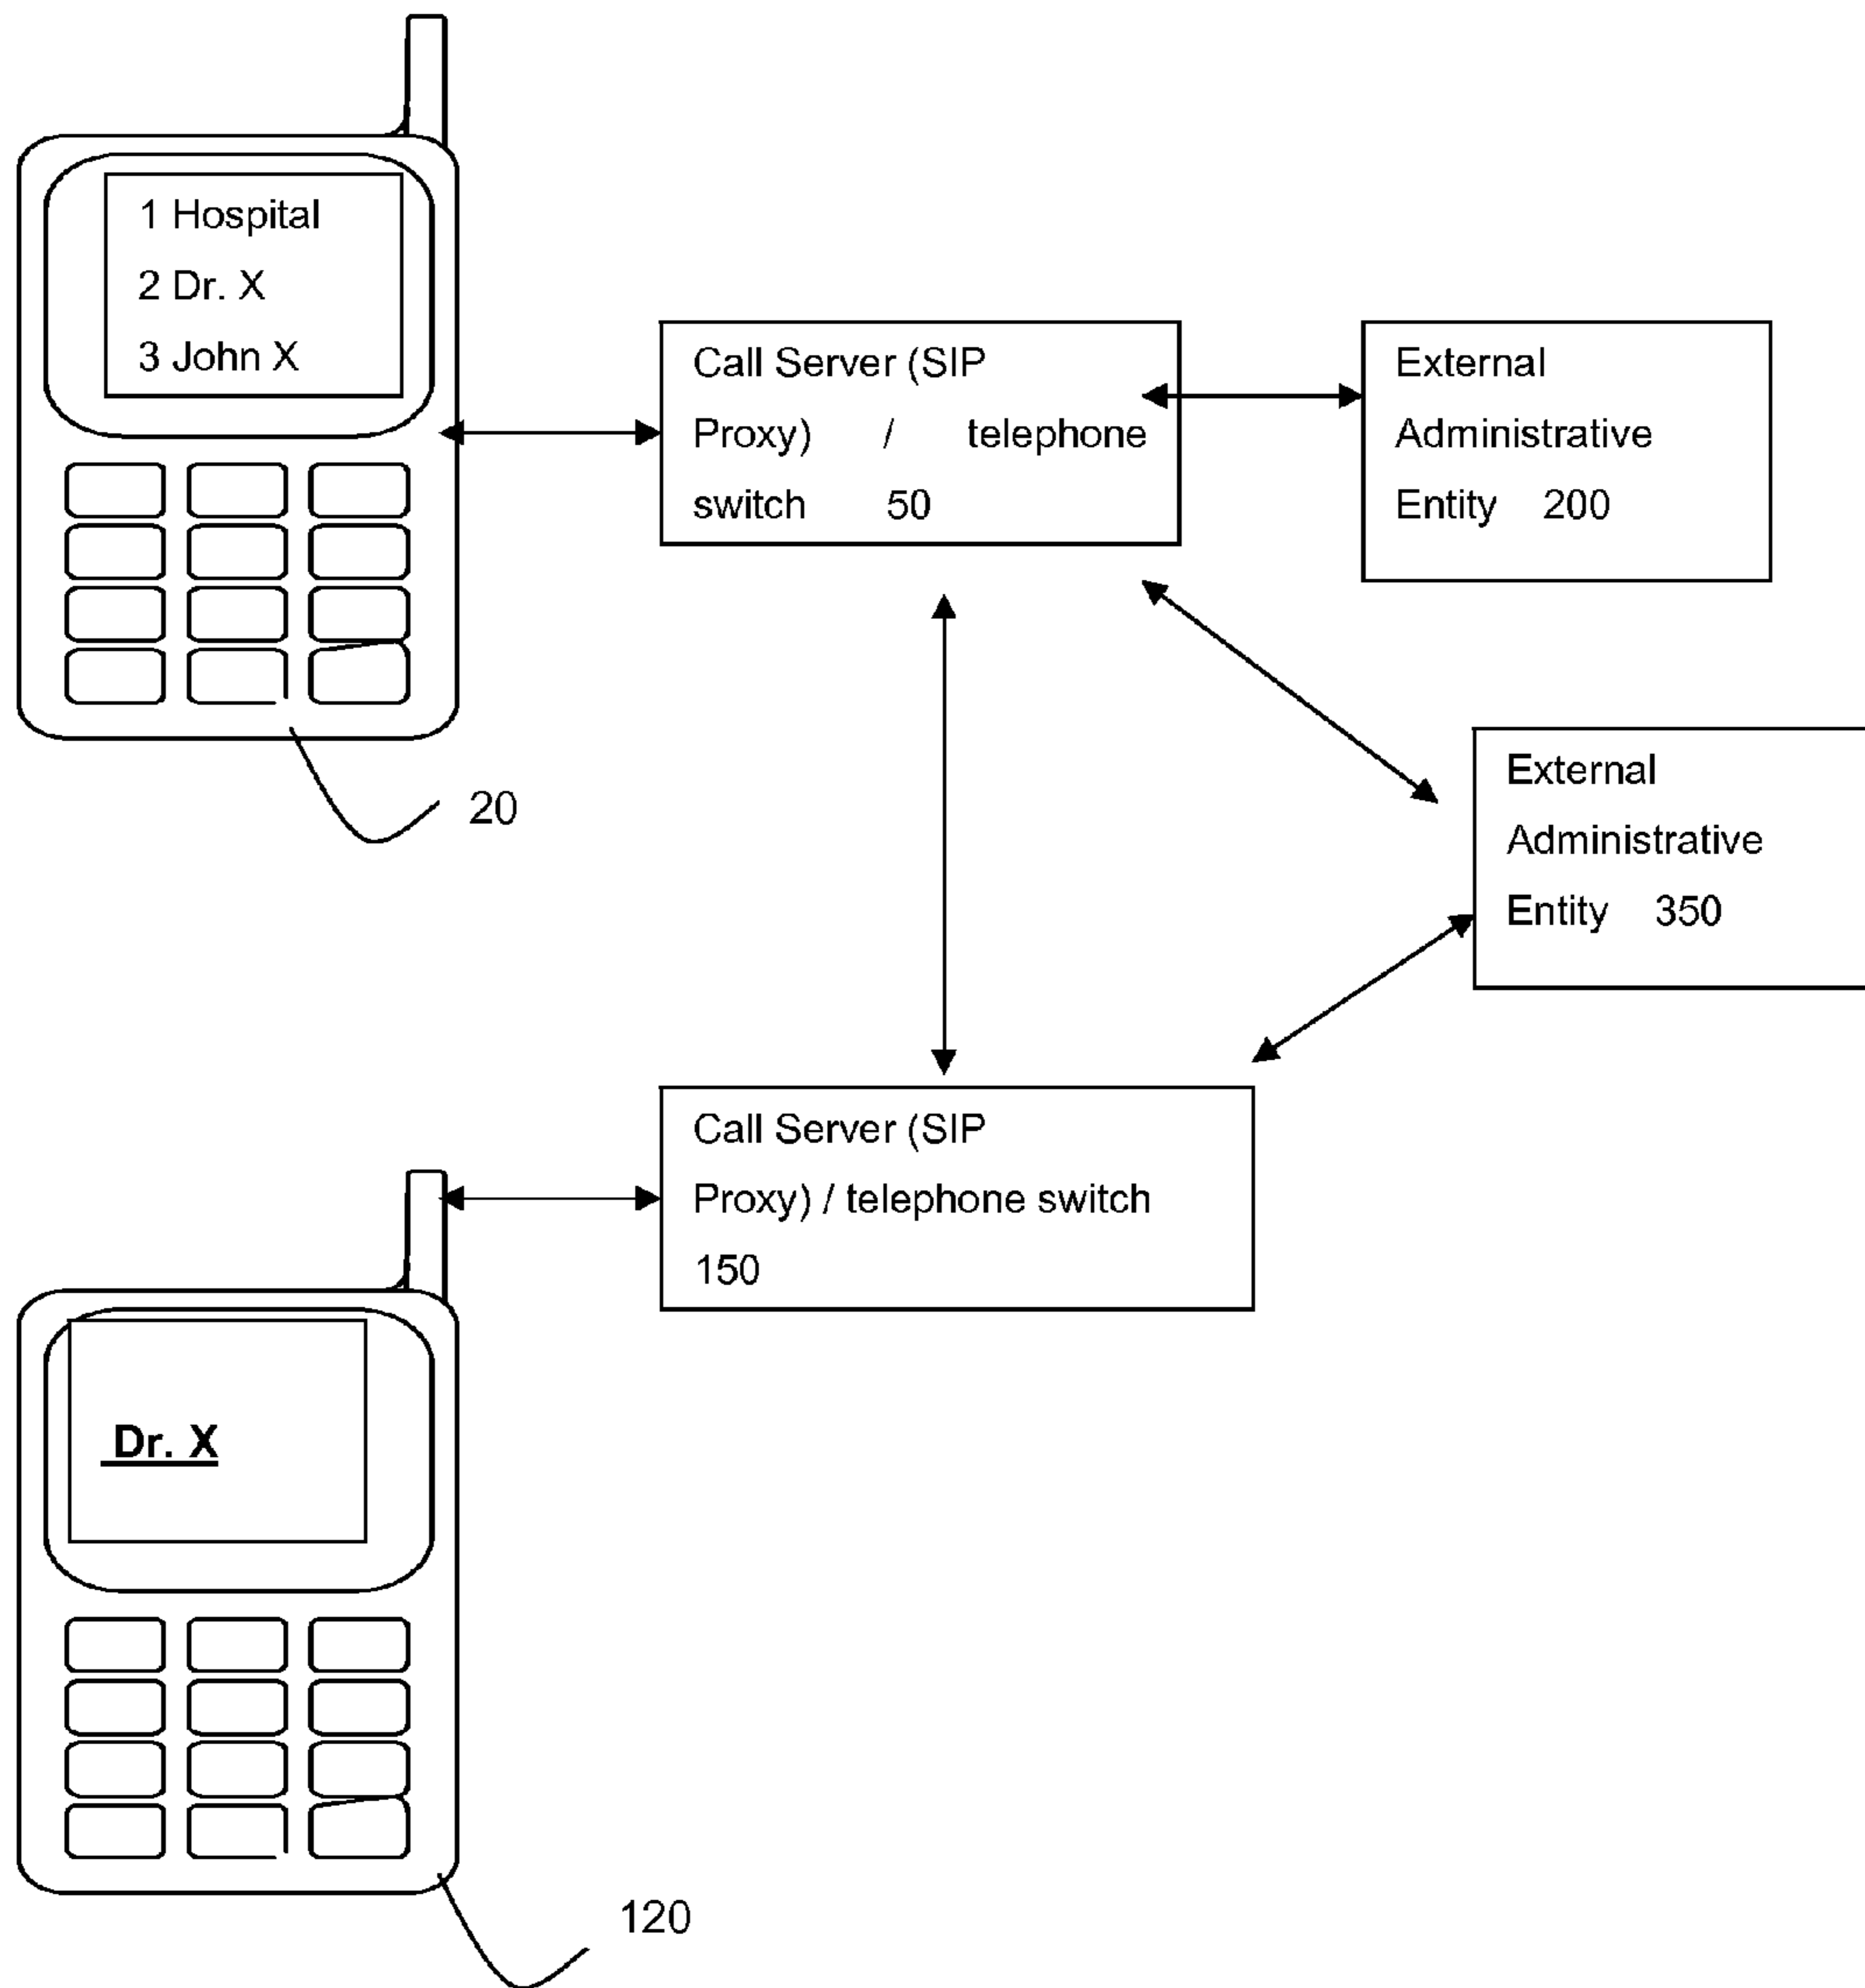 1 Hospital
2 Dr. X
3 John X
Call Server (SIP
Proxy) / telephone
switch 50
External
Administrative
Entity 200
20
External
Administrative
Entity 350
Call Server (SIP
Proxy) / telephone switch
150
Dr. X
120